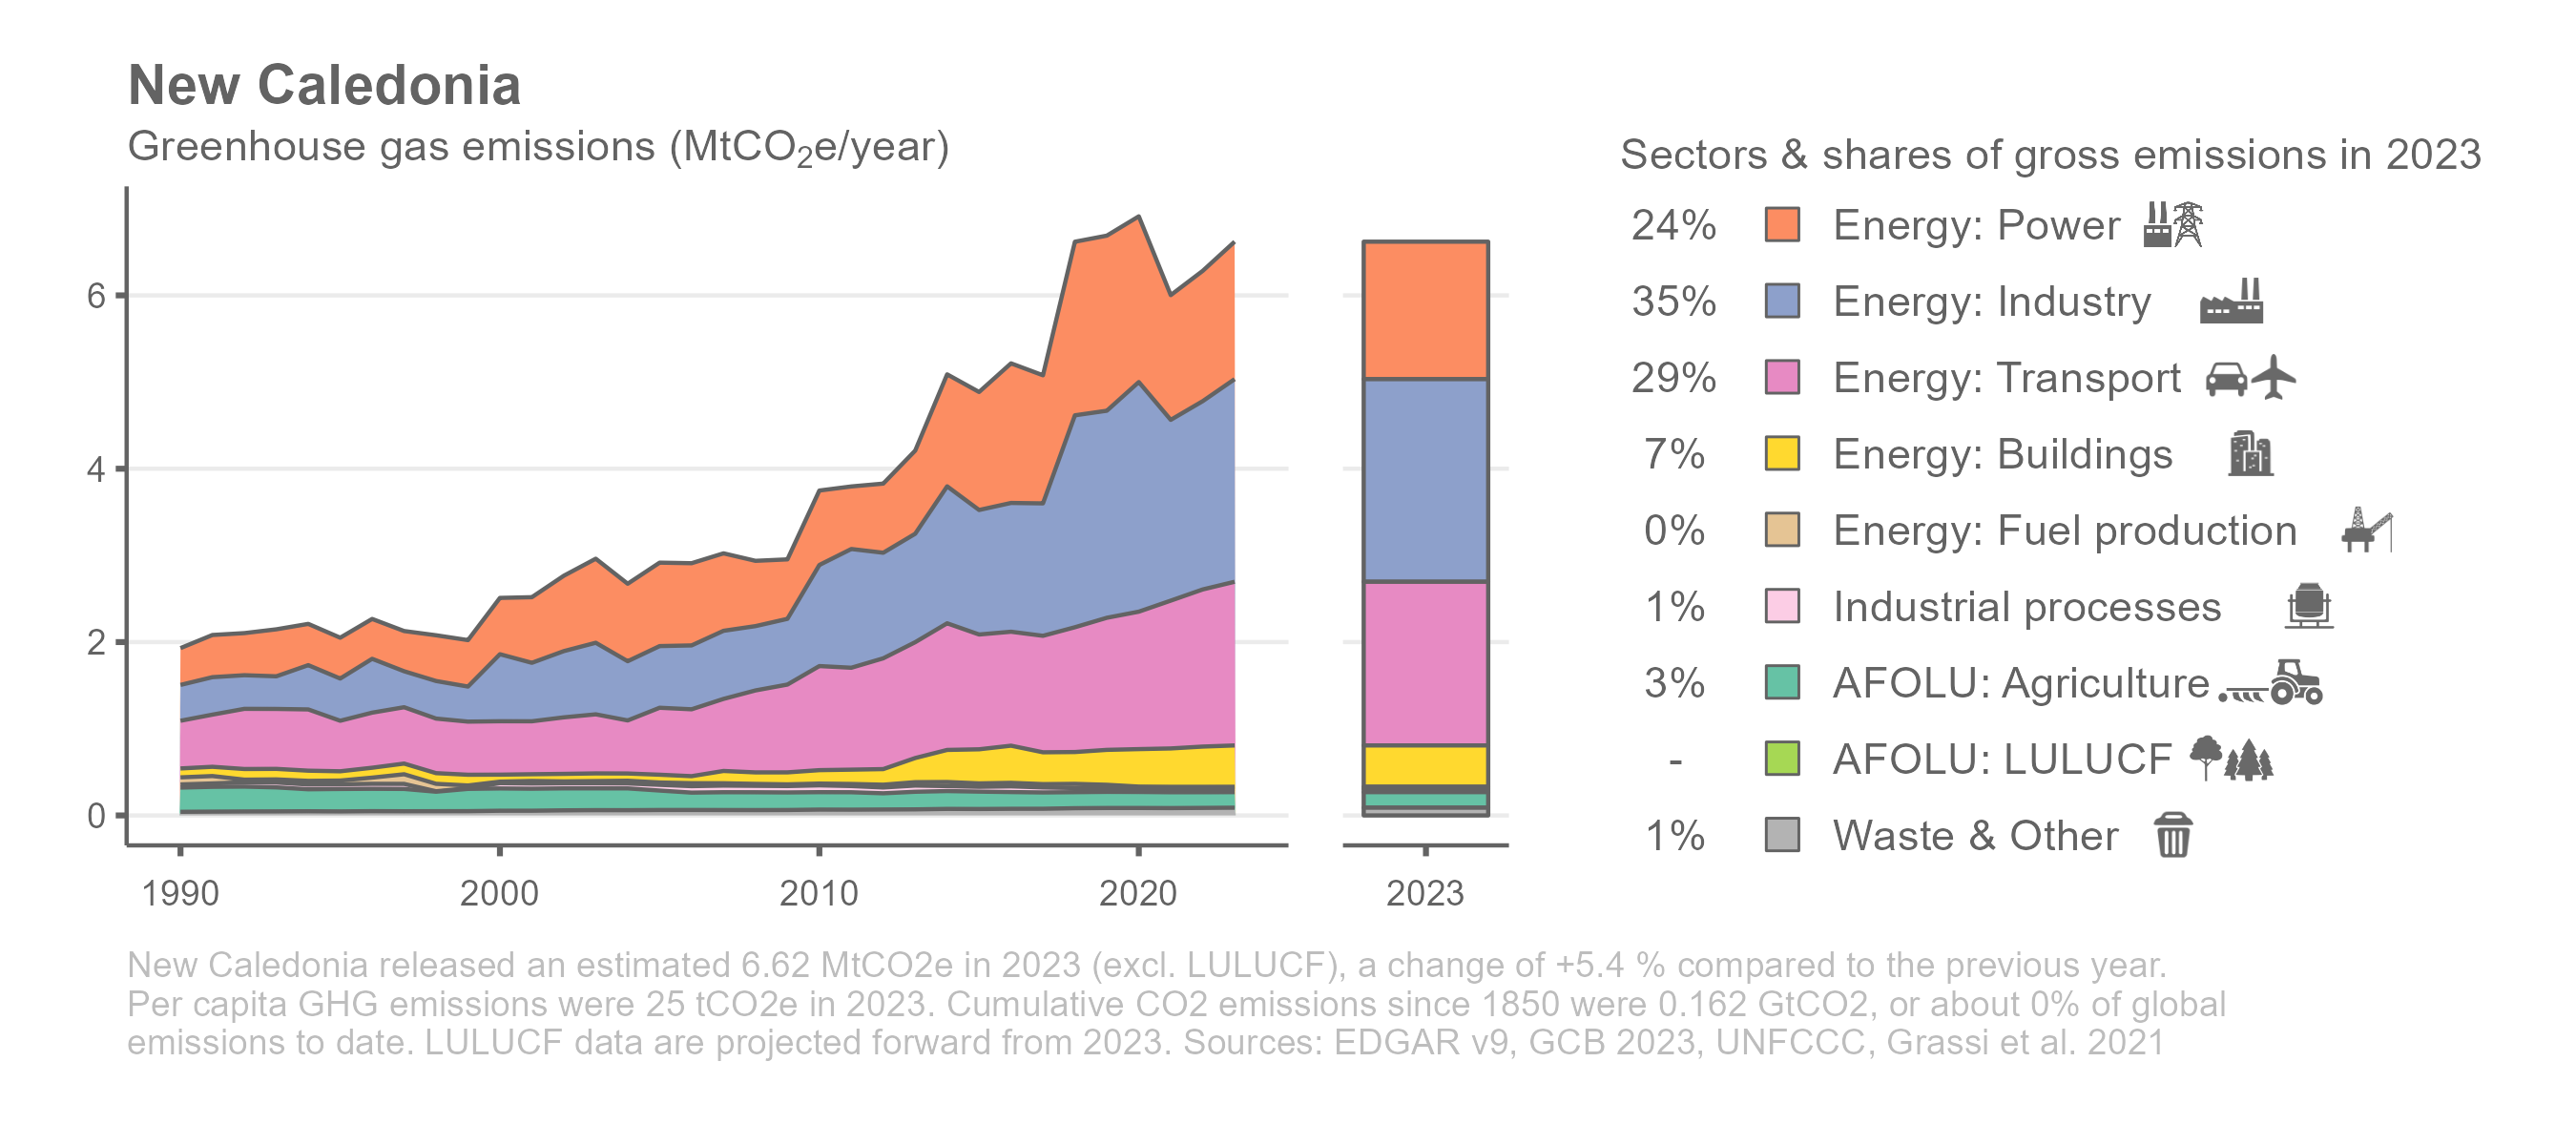 New Caledonia
Greenhouse gas emissions (MtCO₂e/year)
6
4
2
0
1990 2000 2010 2020 2023
Sectors & shares of gross emissions in 2023
24% Energy: Power
35% Energy: Industry
29% Energy: Transport
7% Energy: Buildings
0% Energy: Fuel production
1% Industrial processes
3% AFOLU: Agriculture
- AFOLU: LULUCF
1% Waste & Other
New Caledonia released an estimated 6.62 MtCO2e in 2023 (excl. LULUCF), a change of +5.4 % compared to the previous year.
Per capita GHG emissions were 25 tCO2e in 2023. Cumulative CO2 emissions since 1850 were 0.162 GtCO2, or about 0% of global
emissions to date. LULUCF data are projected forward from 2023. Sources: EDGAR v9, GCB 2023, UNFCCC, Grassi et al. 2021